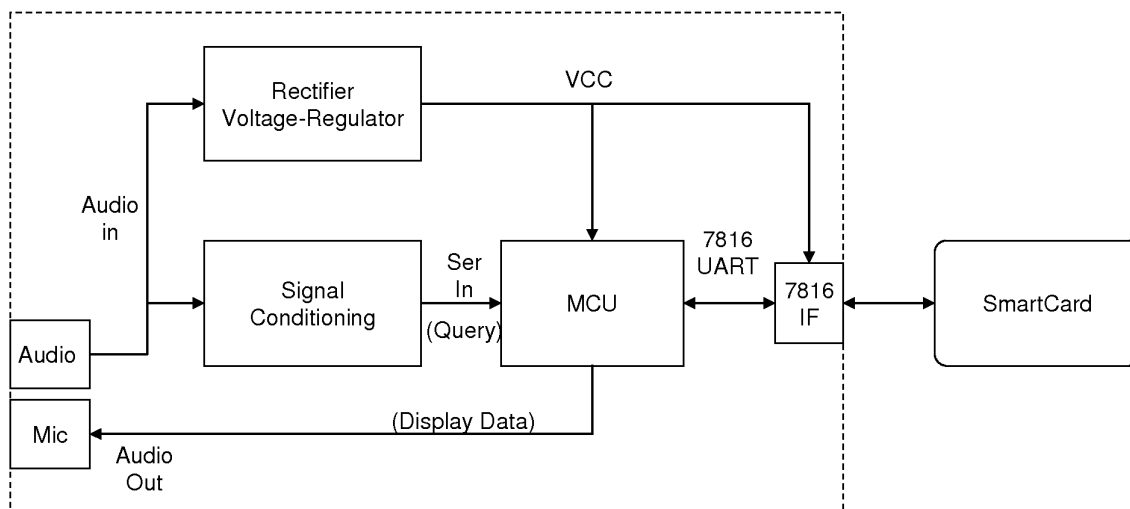 Rectifier
Voltage-Regulator
VCC
Audio
in
Signal
Conditioning
Ser
In
(Query)
MCU
7816
UART
7816
IF
SmartCard
Audio
Mic
(Display Data)
Audio
Out